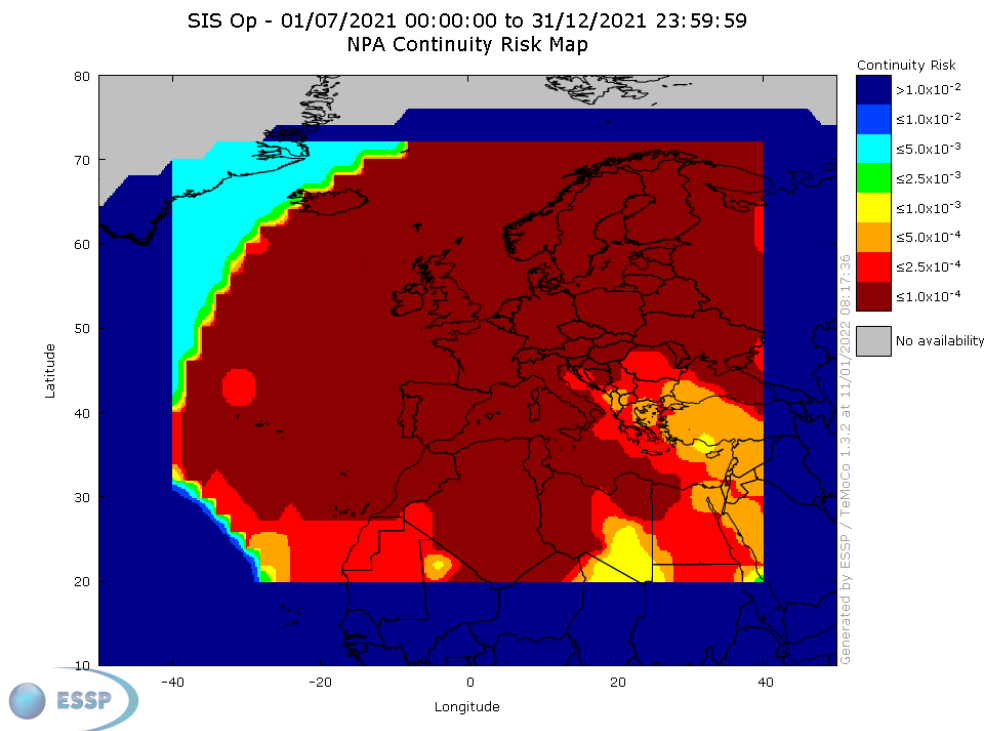 SIS Op - 01/07/2021 00:00:00 to 31/12/2021 23:59:59
NPA Continuity Risk Map
Continuity Risk
>1.0x10⁻²
≤1.0x10⁻²
≤5.0x10⁻³
≤2.5x10⁻³
≤1.0x10⁻³
≤5.0x10⁻⁴
≤2.5x10⁻⁴
≤1.0x10⁻⁴
No availability
80
70
60
50
40
30
20
10
Latitude
-40
-20
0
20
40
Longitude
Generated by ESSP / TeMoCo 1.3.2 at 11/01/2022 08:17:36
ESSP